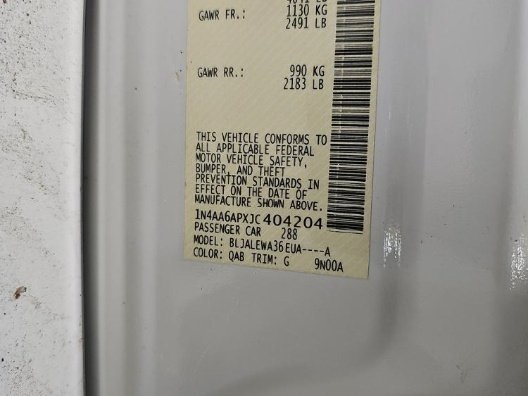 GAWR FR.: 1130 KG
2491 LB
GAWR RR.: 990 KG
2183 LB
THIS VEHICLE CONFORMS TO
ALL APPLICABLE FEDERAL
MOTOR VEHICLE SAFETY,
BUMPER, AND THEFT
PREVENTION STANDARDS IN
EFFECT ON THE DATE OF
MANUFACTURE SHOWN ABOVE.
1N4AA6APXJC404204
PASSENGER CAR 288
MODEL: BLJALEWA36EUA----A
COLOR: QAB TRIM: G 9N00A